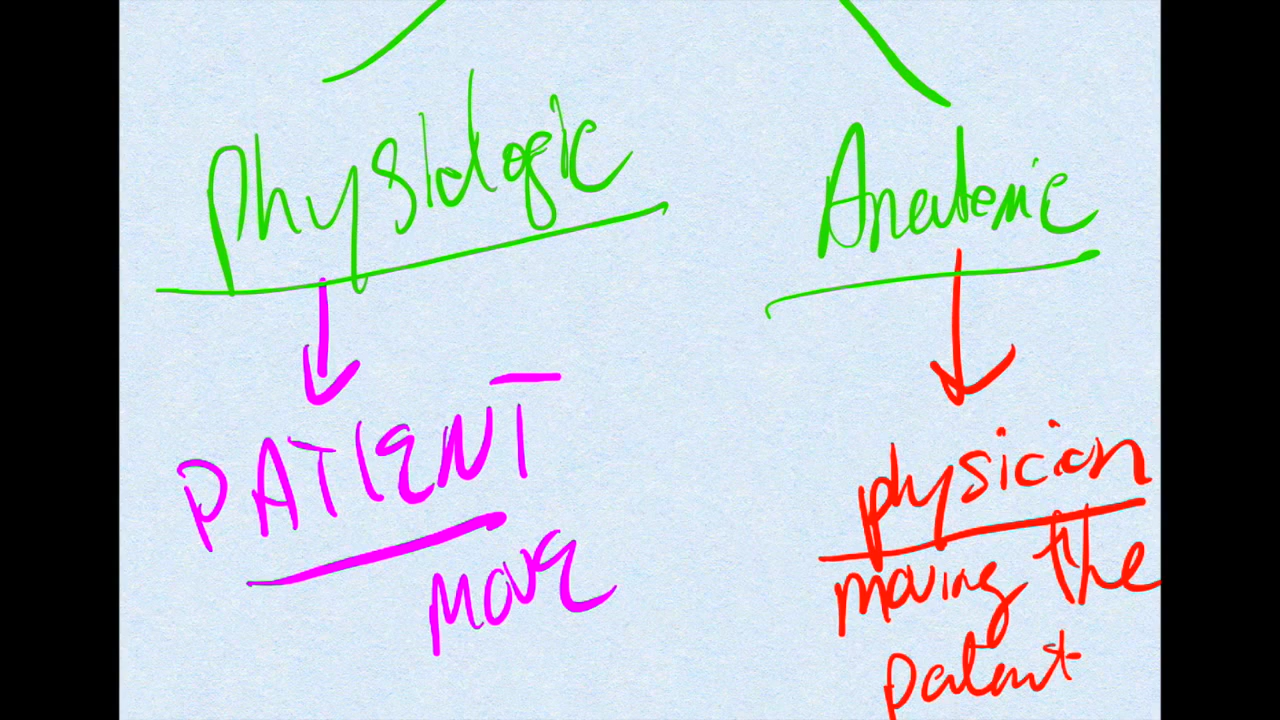 Physiologic
Anatomic
PATIENT
move
physician
moving the
patient